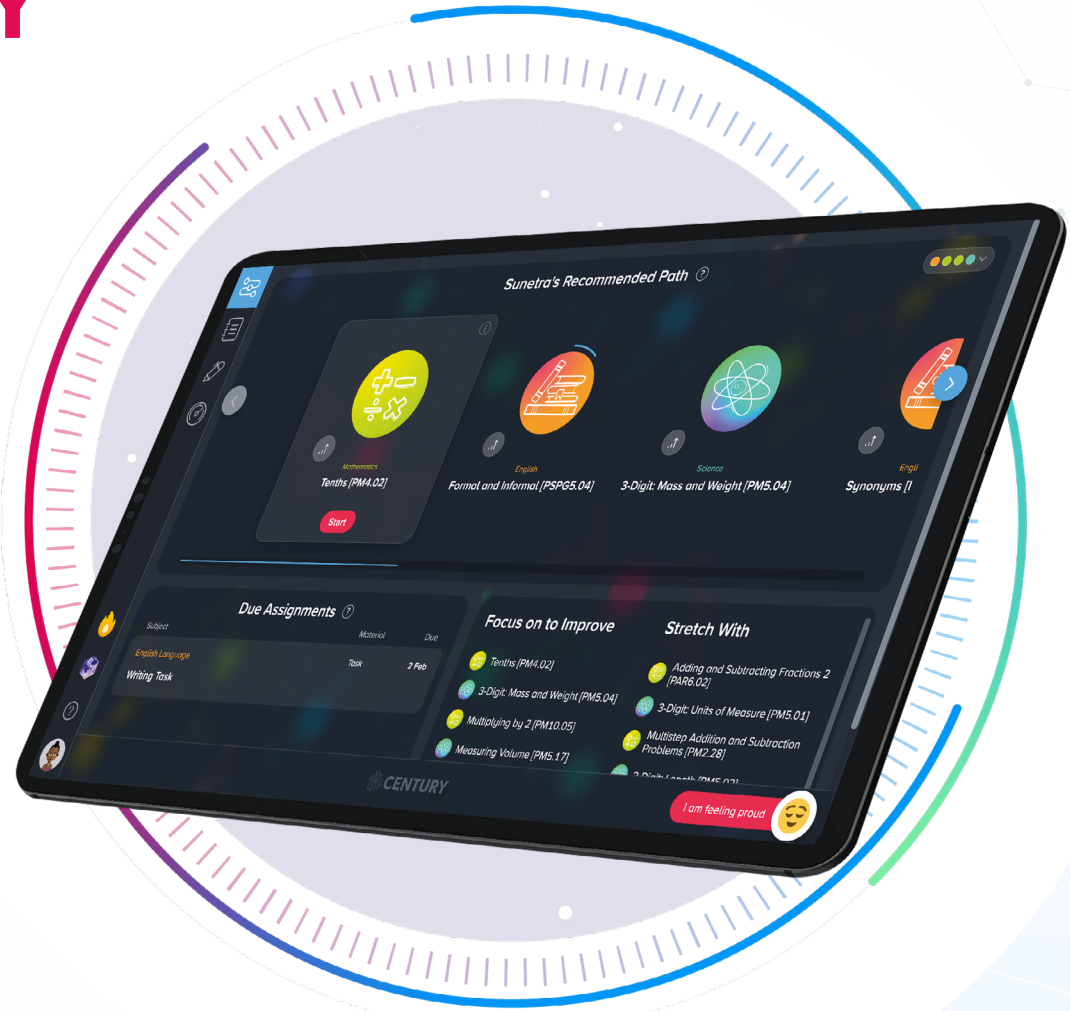 Y
Sunetra's Recommended Path ?
Mathematics
Tenths [PM4.02]
Start
English
Formal and Informal [PSPG5.04]
Science
3-Digit: Mass and Weight [PM5.04]
Engli
Synonyms [
Due Assignments ?
Subject
Material
Due
English Language
Writing Task
Task
2 Feb
Focus on to Improve
Tenths [PM4.02]
3-Digit: Mass and Weight [PM5.04]
Multiplying by 2 [PM10.05]
Measuring Volume [PM5.17]
Stretch With
Adding and Subtracting Fractions 2
[PAR6.02]
3-Digit: Units of Measure [PM5.01]
Multistep Addition and Subtraction
Problems [PM2.28]
CENTURY
I am feeling proud